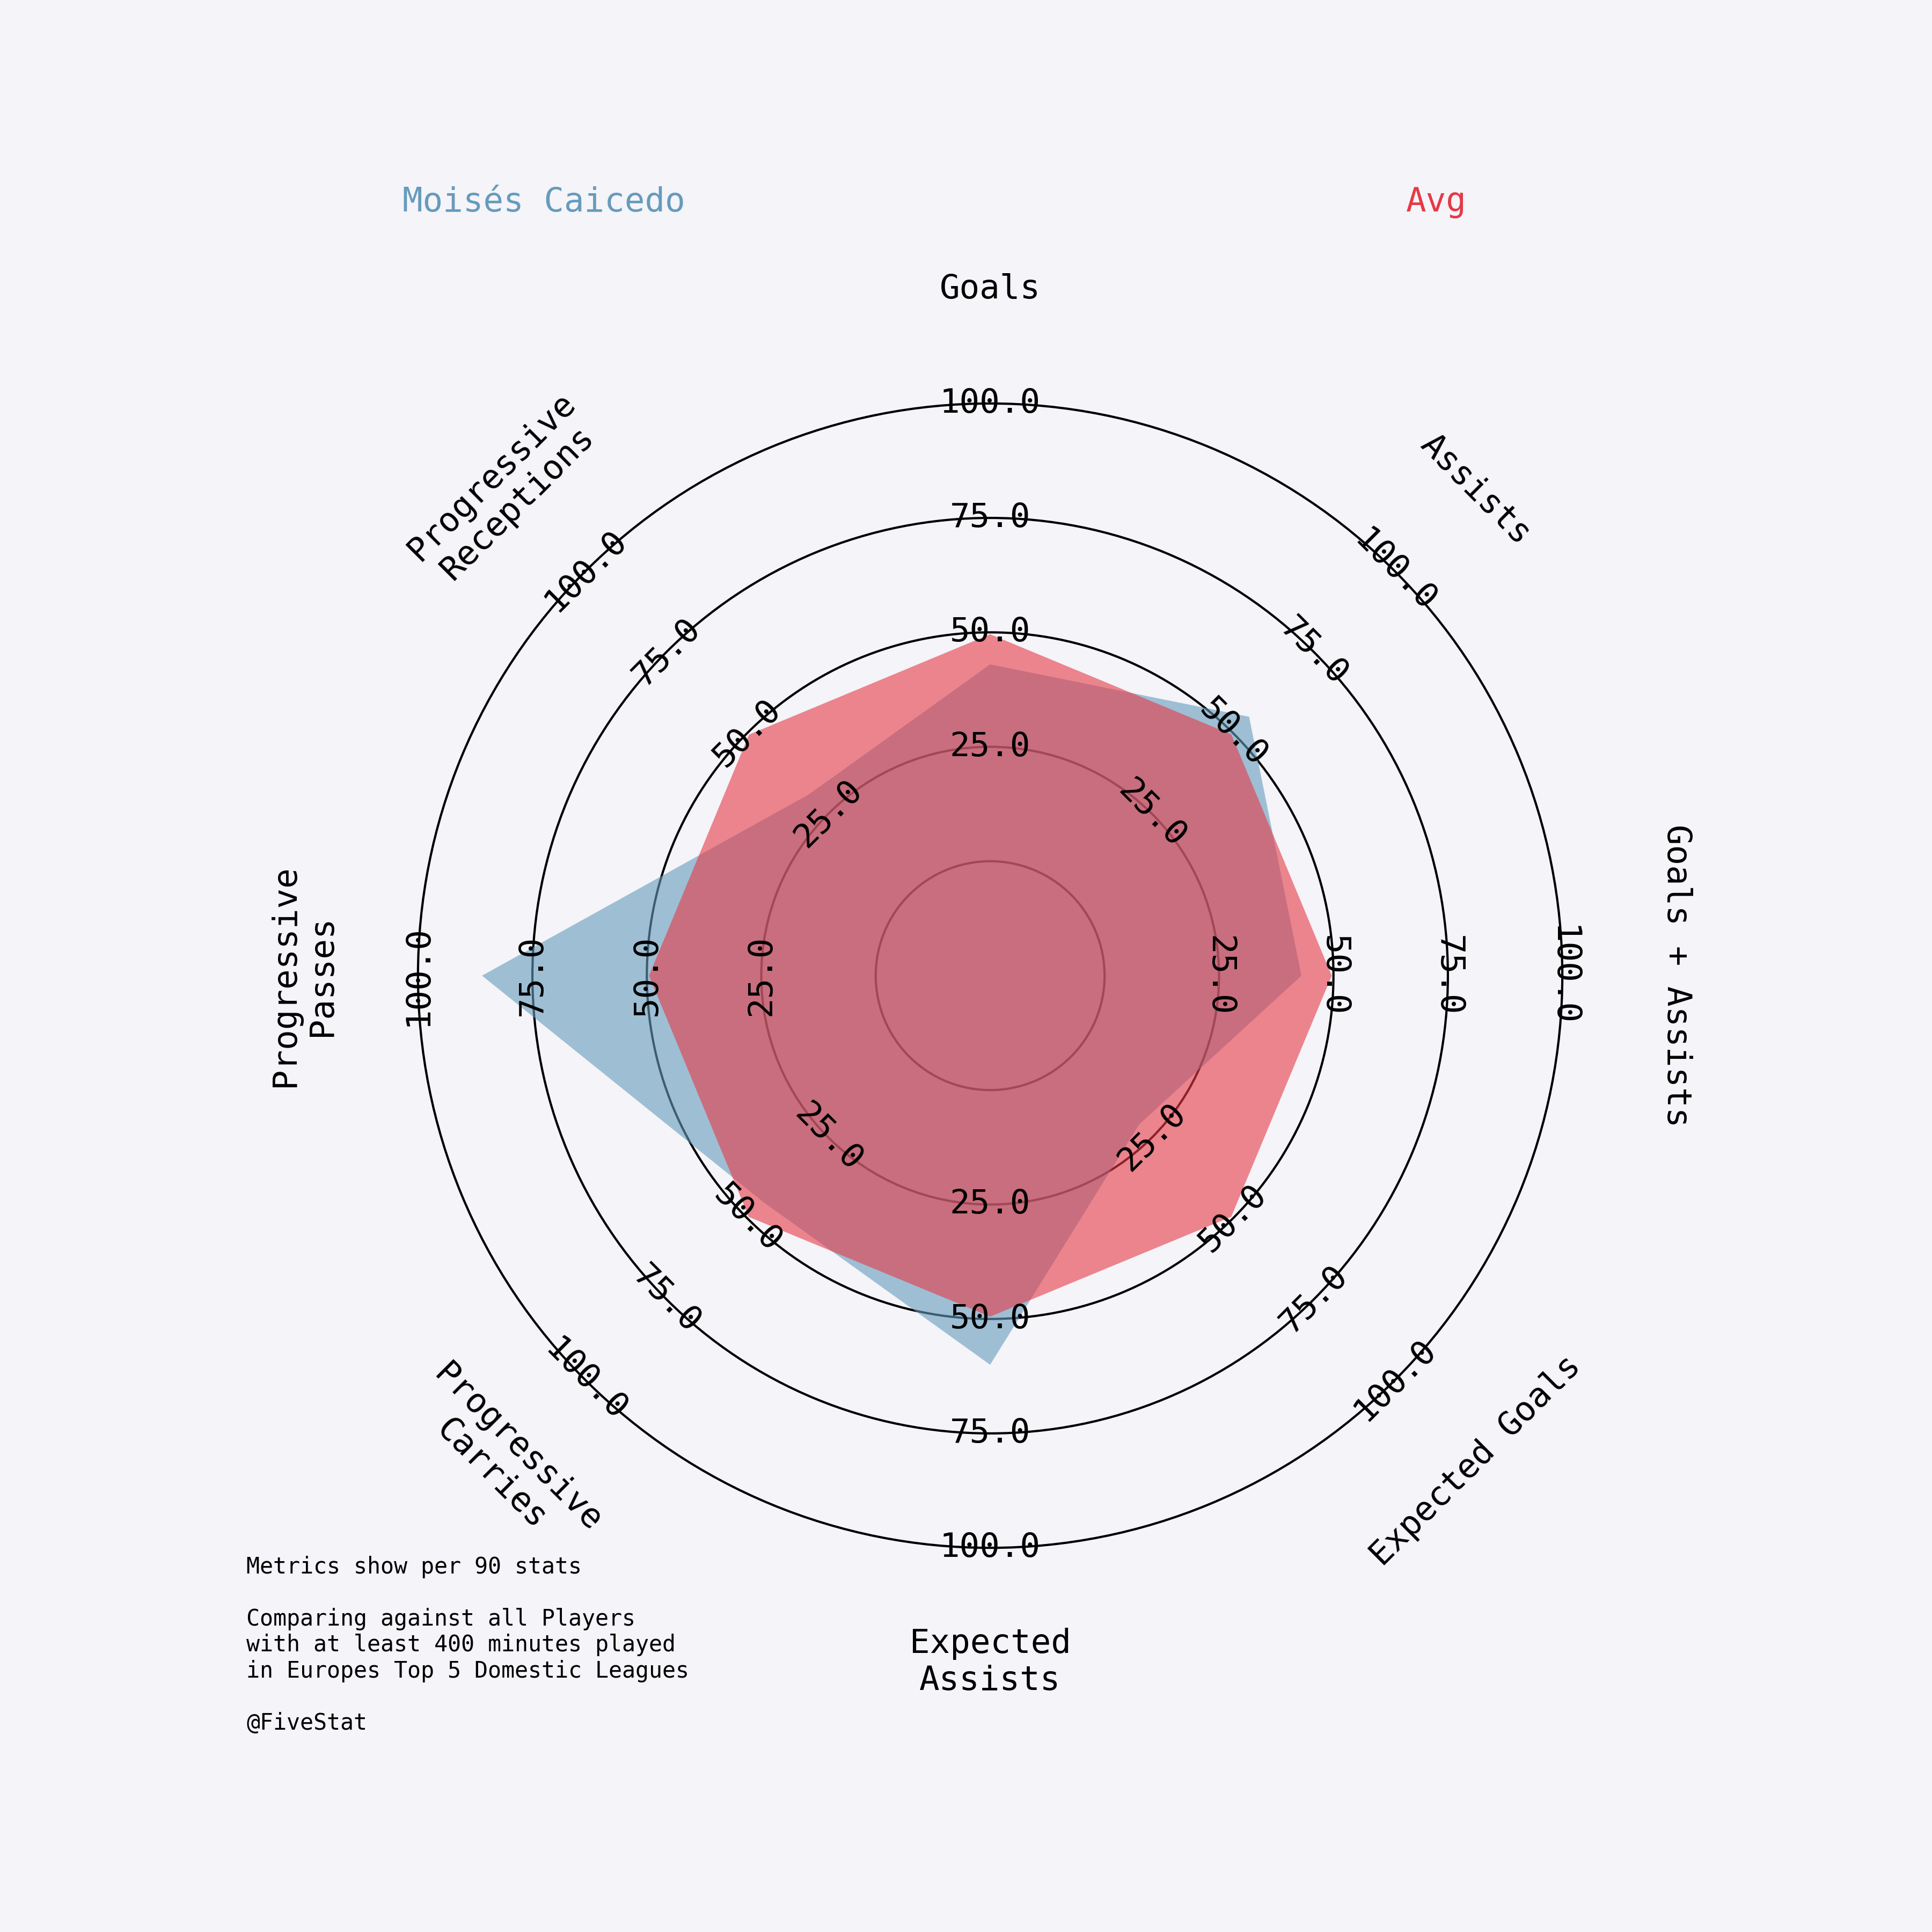 Moisés Caicedo
Avg
Goals
Assists
Goals + Assists
Expected Goals
Expected
Assists
Progressive
Carries
Progressive
Passes
Progressive
Receptions
25.0
50.0
75.0
100.0
25.0
50.0
75.0
100.0
25.0
50.0
75.0
100.0
25.0
50.0
75.0
100.0
25.0
50.0
75.0
100.0
25.0
50.0
75.0
100.0
25.0
50.0
75.0
100.0
25.0
50.0
75.0
100.0
Metrics show per 90 stats
Comparing against all Players
with at least 400 minutes played
in Europes Top 5 Domestic Leagues
@FiveStat